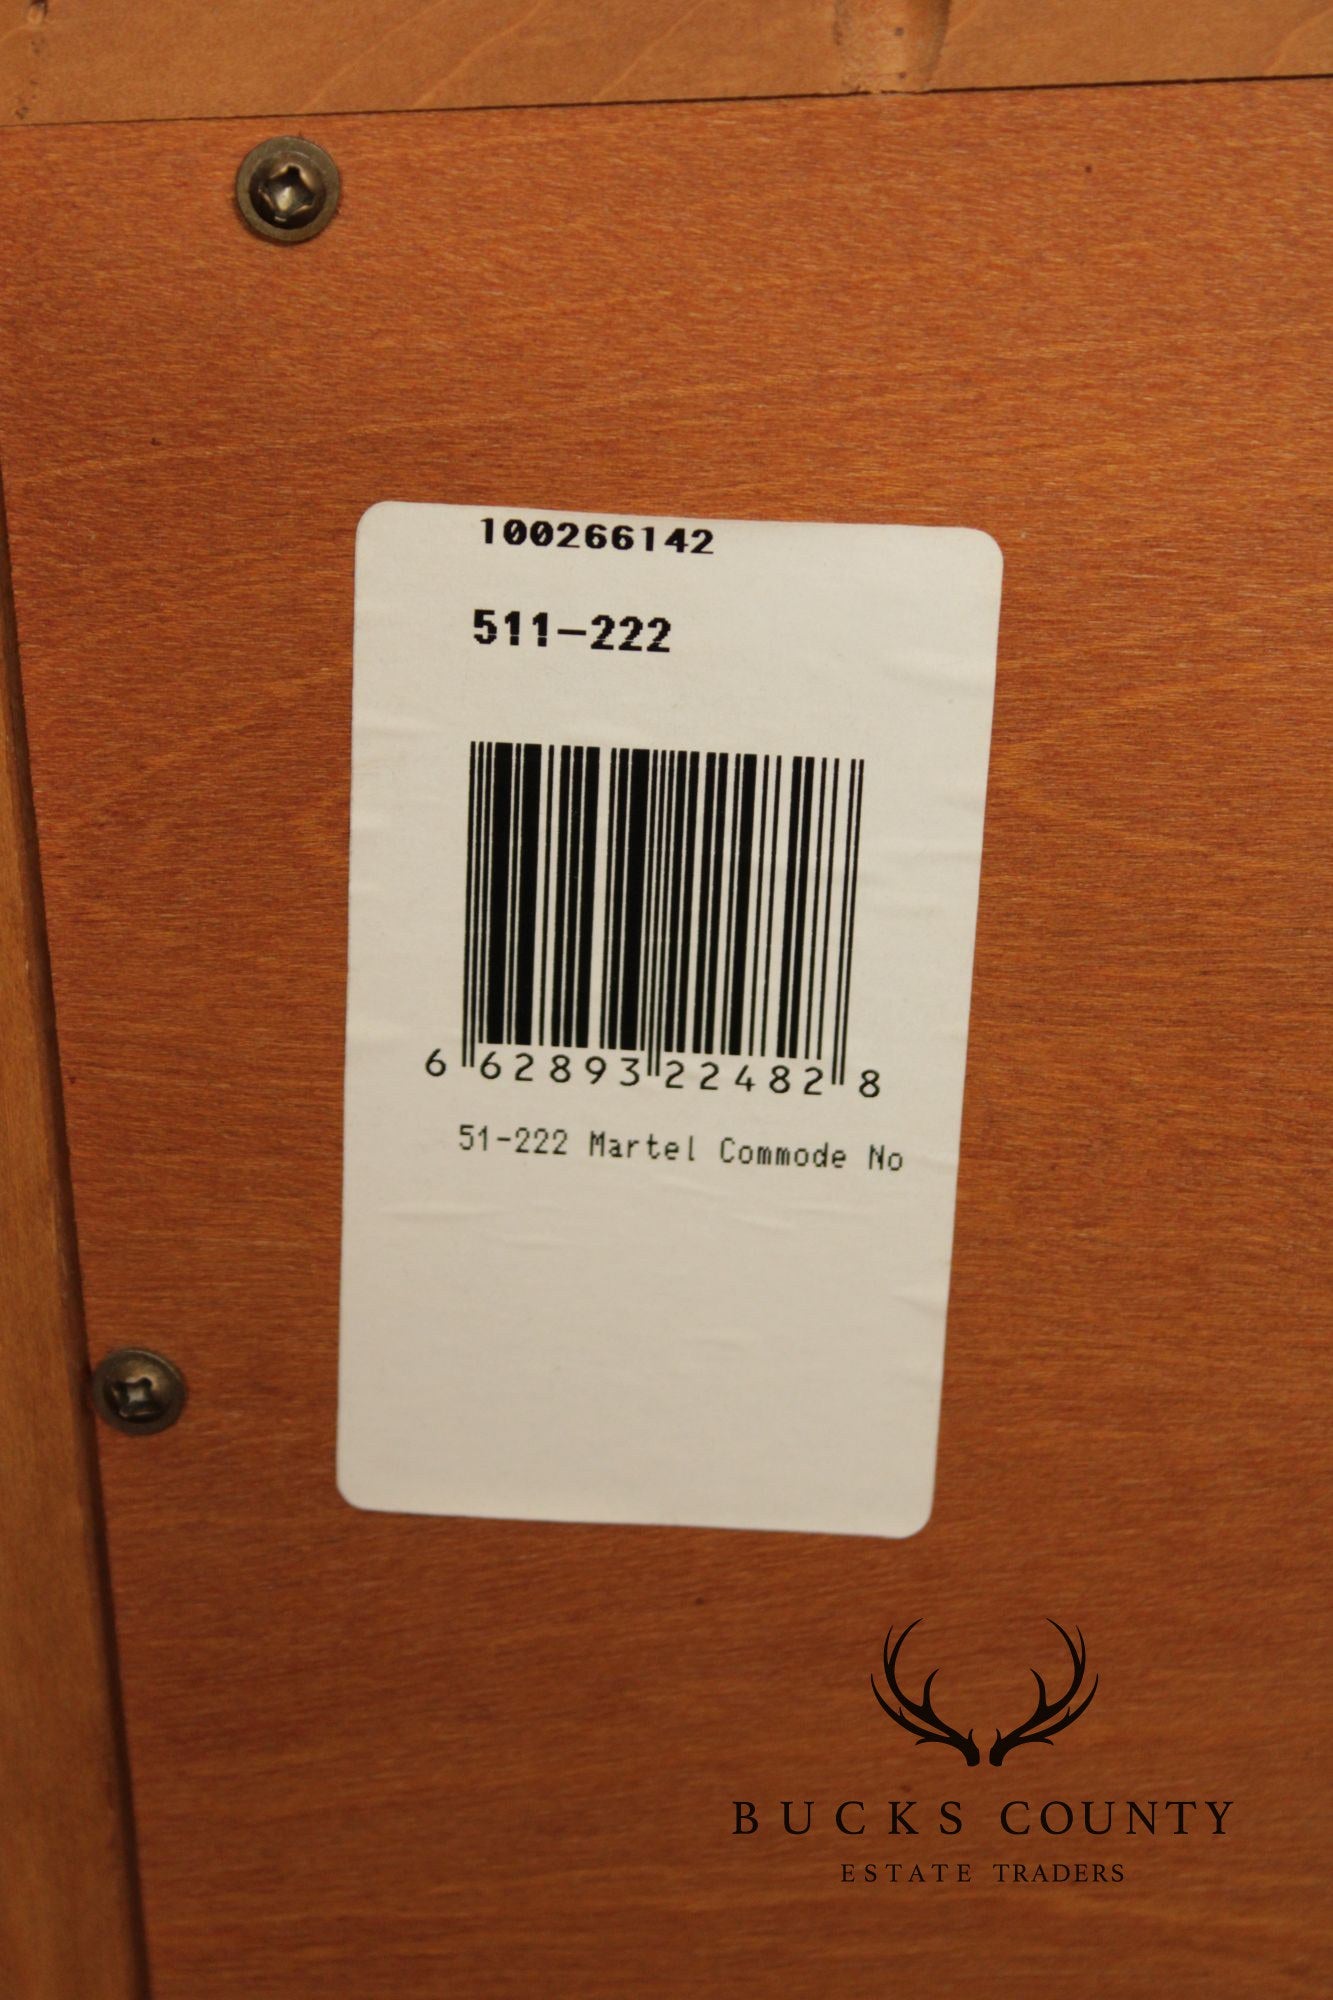 100266142
511-222
6 62893 22482 8
51-222 Martel Commode No
BUCKS COUNTY
ESTATE TRADERS